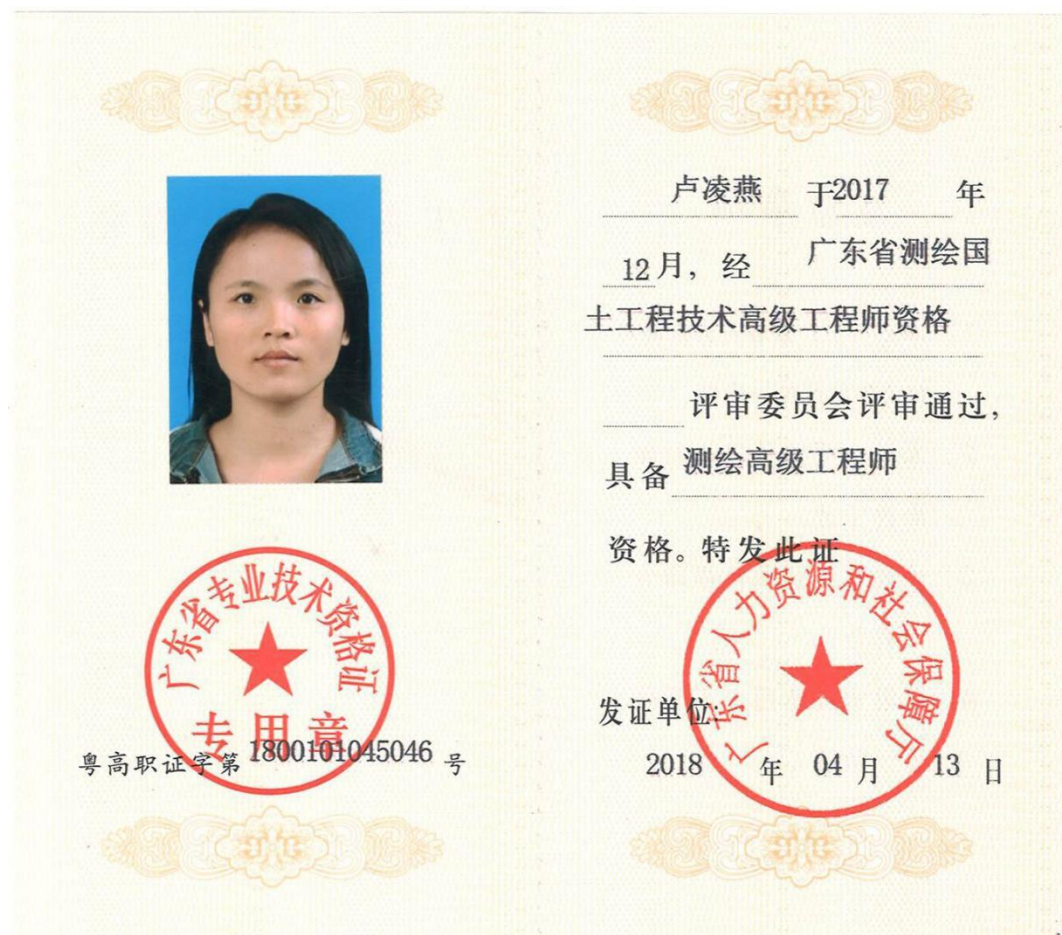 广东省专业技术资格证
专用章
粤高职证字第 1800101045046 号
卢凌燕 于2017 年
12月，经 广东省测绘国
土工程技术高级工程师资格
评审委员会评审通过，
具备 测绘高级工程师
资格。特发此证
广东省人力资源和社会保障厅
发证单位：
2018 年 04 月 13 日